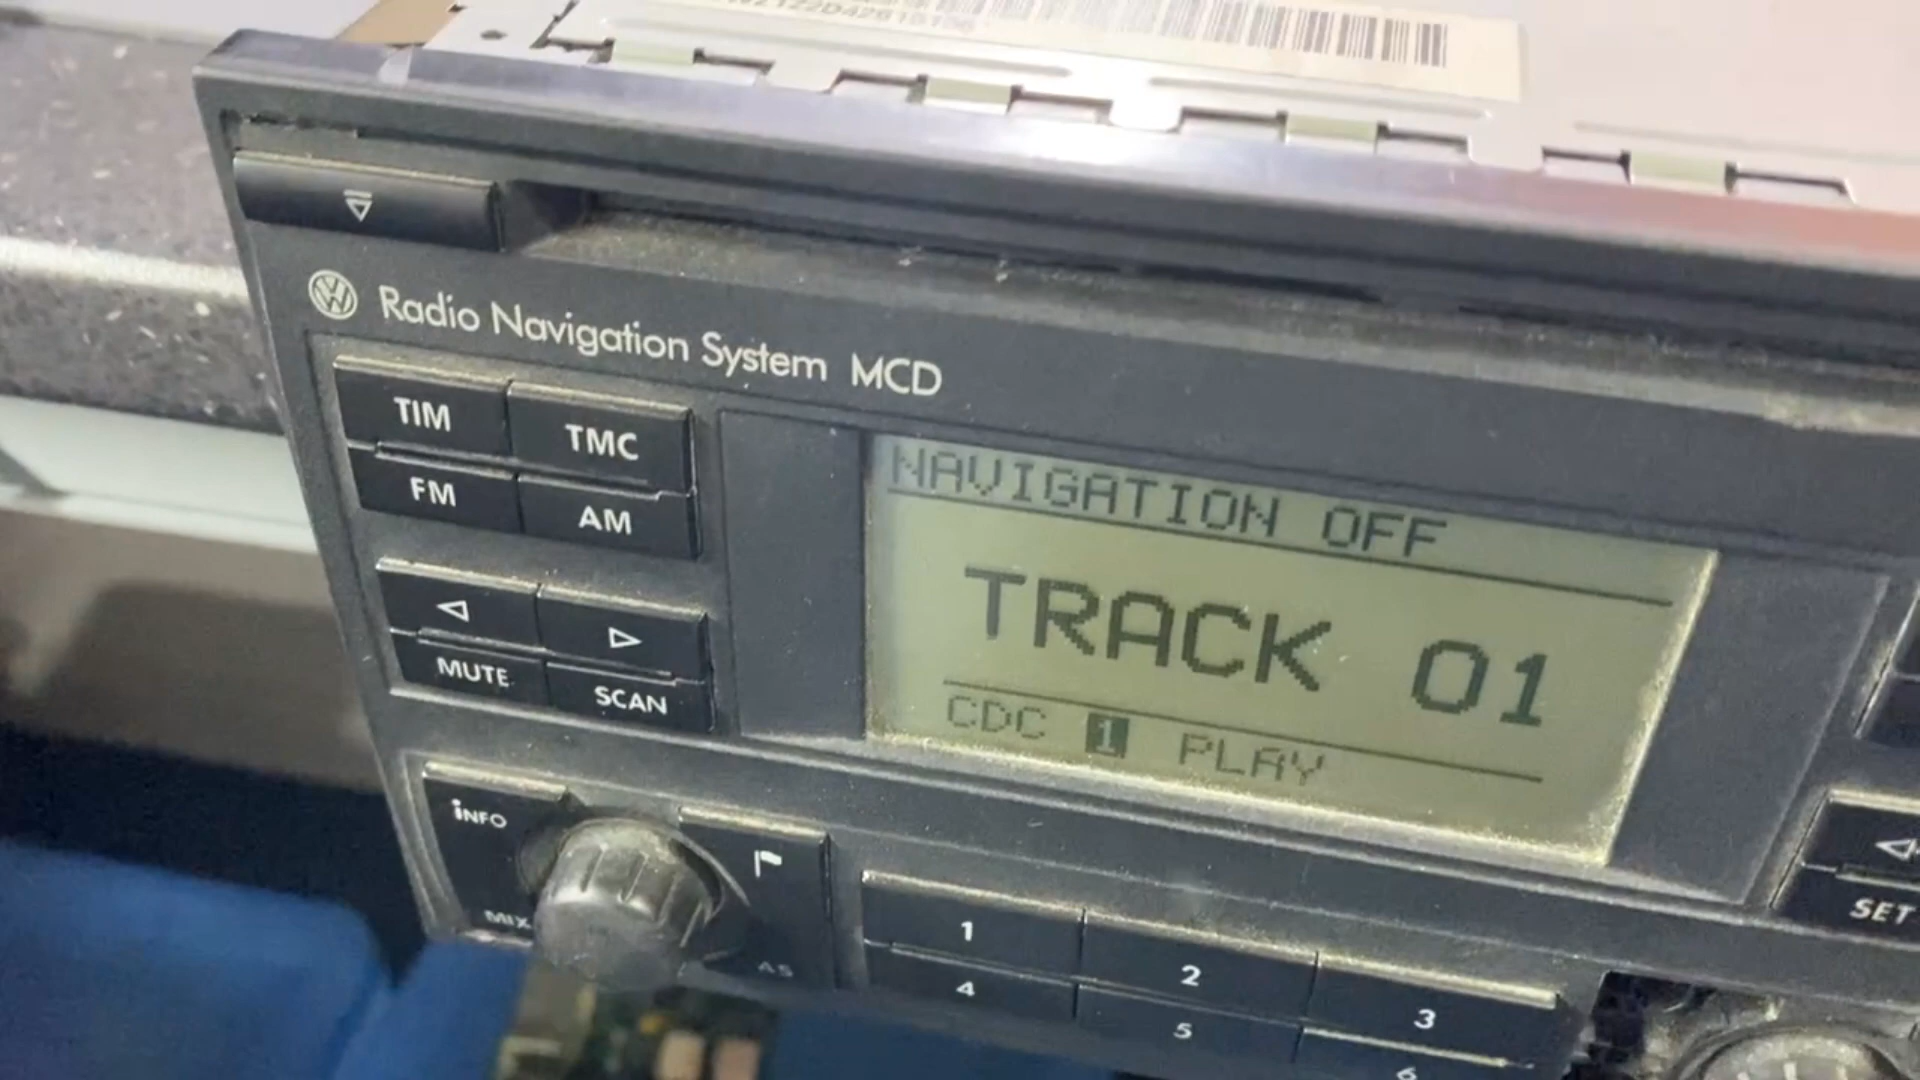 Radio Navigation System MCD
TIM
TMC
FM
AM
MUTE
SCAN
NAVIGATION OFF
TRACK 01
CDC 1 PLAY
INFO
MIX
AS
SET
1
2
3
4
5
6